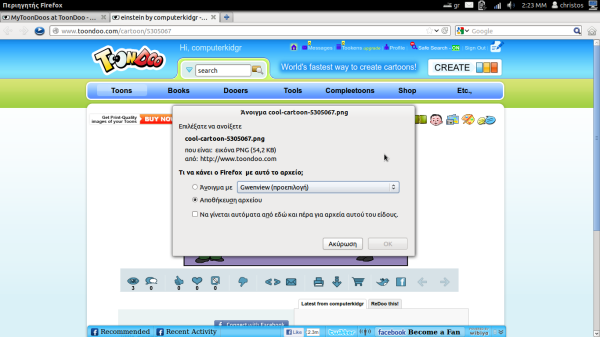 Περιηγητής Firefox
gr
2:23 MM
christos
MyToonDoos at ToonDoo - ...
einstein by computerkidgr - ...
www.toondoo.com/cartoon/5305067
Google
Hi, computerkidgr
Messages
Toonkens upgrade
Profile
Safe Search - On
Sign Out
TOONDOO
search
World's fastest way to create cartoons!
CREATE
Toons
Books
Dooers
Tools
Compleetoons
Shop
Etc.,
Get Print-Quality
images of your Toons
BUY NOW
Άνοιγμα cool-cartoon-5305067.png
Επιλέξατε να ανοίξετε
cool-cartoon-5305067.png
που είναι: εικόνα PNG (54,2 KB)
από: http://www.toondoo.com
Τι να κάνει ο Firefox με αυτό το αρχείο;
Άνοιγμα με
Gwenview (προεπιλογή)
Αποθήκευση αρχείου
Να γίνεται αυτόματα από εδώ και πέρα για αρχεία αυτού του είδους.
Ακύρωση
OK
3
0
0
0
0
Latest from computerkidgr
ReDoo this!
Connect with Facebook
Recommended
Recent Activity
Like
2.3m
twitter
facebook
Become a Fan
wibiya